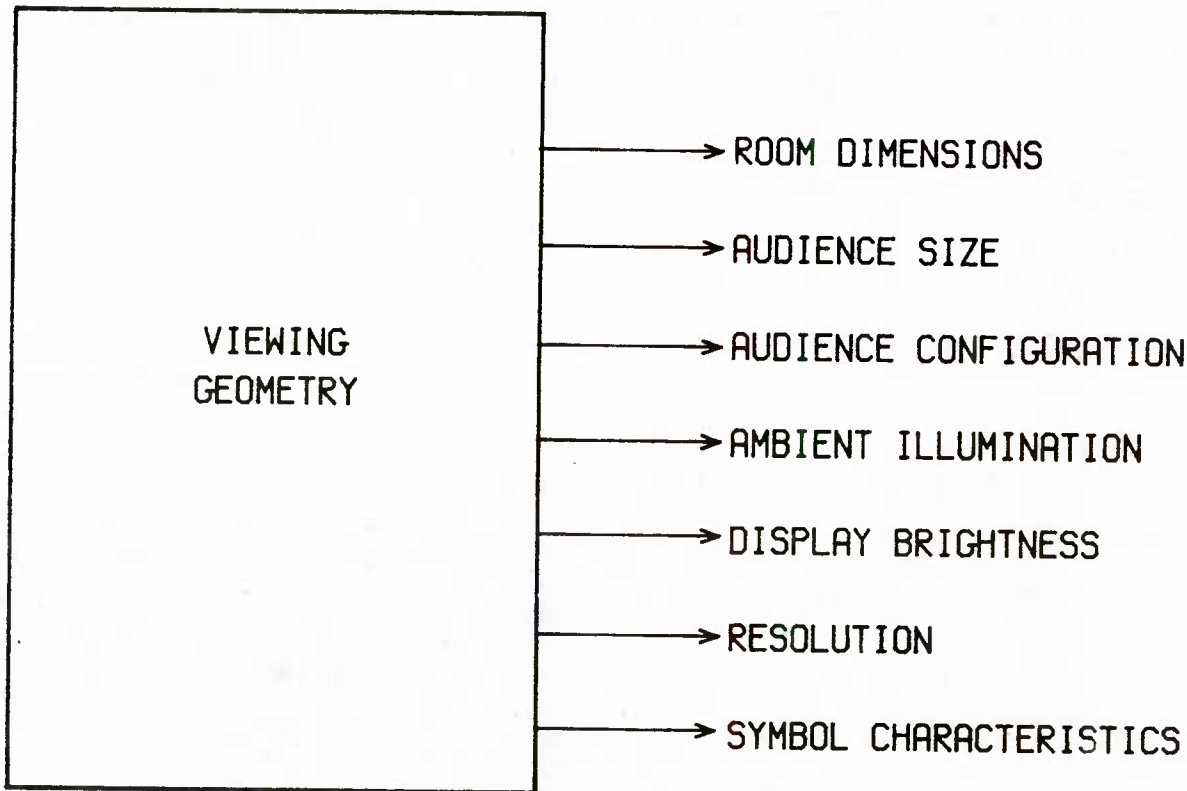 VIEWING
GEOMETRY
ROOM DIMENSIONS
AUDIENCE SIZE
AUDIENCE CONFIGURATION
AMBIENT ILLUMINATION
DISPLAY BRIGHTNESS
RESOLUTION
SYMBOL CHARACTERISTICS